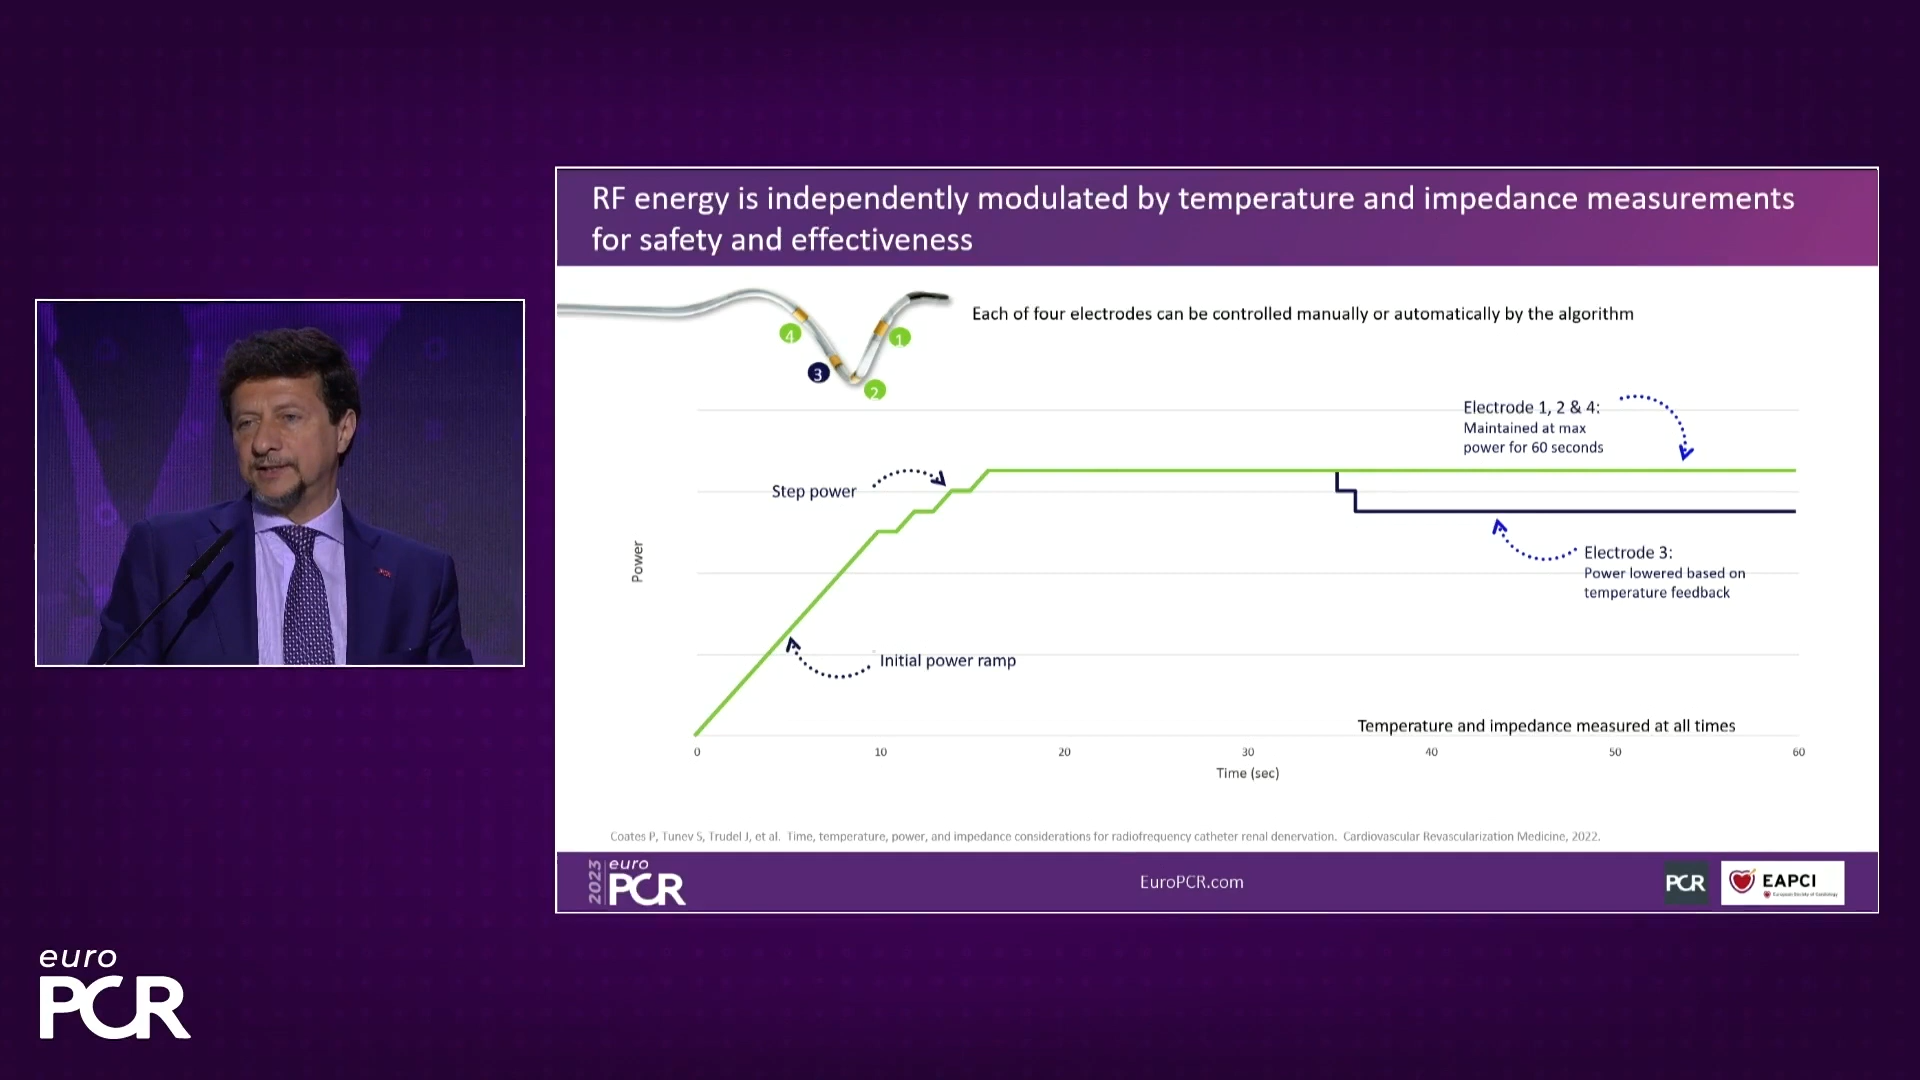 RF energy is independently modulated by temperature and impedance measurements
for safety and effectiveness
Each of four electrodes can be controlled manually or automatically by the algorithm
4
1
3
2
Electrode 1, 2 & 4:
Maintained at max
power for 60 seconds
Step power
Electrode 3:
Power lowered based on
temperature feedback
Power
Initial power ramp
Temperature and impedance measured at all times
0 10 20 30 40 50 60
Time (sec)
Coates P, Tunev S, Trudel J, et al. Time, temperature, power, and impedance considerations for radiofrequency catheter renal denervation. Cardiovascular Revascularization Medicine, 2022.
2023
euro
PCR
EuroPCR.com
PCR
EAPCI
European Society of Cardiology
euro
PCR